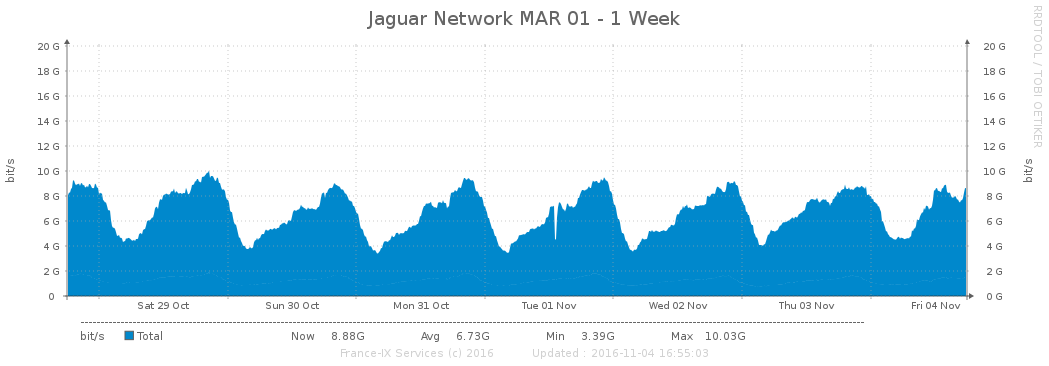 Jaguar Network MAR 01 - 1 Week
RRDTOOL / TOBI OETIKER
bit/s
bit/s
20 G 20 G
18 G 18 G
16 G 16 G
14 G 14 G
12 G 12 G
10 G 10 G
8 G 8 G
6 G 6 G
4 G 4 G
2 G 2 G
0 0 G
Sat 29 Oct Sun 30 Oct Mon 31 Oct Tue 01 Nov Wed 02 Nov Thu 03 Nov Fri 04 Nov
bit/s Total Now 8.88G Avg 6.73G Min 3.39G Max 10.03G
France-IX Services (c) 2016 Updated : 2016-11-04 16:55:03